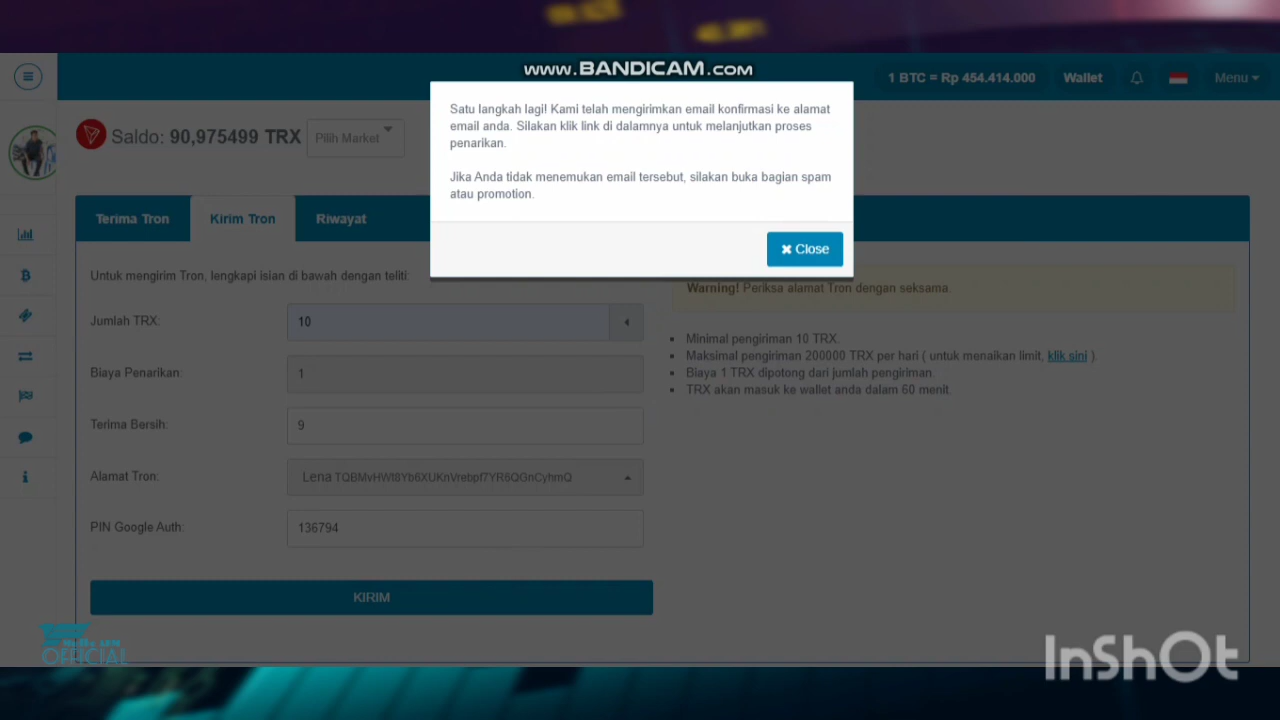 www.BANDICAM.com
1 BTC = Rp 454.414.000
Wallet
Menu
Saldo: 90,975499 TRX
Pilih Market
Satu langkah lagi! Kami telah mengirimkan email konfirmasi ke alamat
email anda. Silakan klik link di dalamnya untuk melanjutkan proses
penarikan.
Jika Anda tidak menemukan email tersebut, silakan buka bagian spam
atau promotion.
Close
Terima Tron
Kirim Tron
Riwayat
Untuk mengirim Tron, lengkapi isian di bawah dengan teliti:
Jumlah TRX:
10
Biaya Penarikan:
1
Terima Bersih:
9
Alamat Tron:
Lena
PIN Google Auth:
136794
KIRIM
Warning! Periksa alamat Tron dengan seksama.
Minimal pengiriman 10 TRX.
Maksimal pengiriman 200000 TRX per hari ( untuk menaikan limit, klik sini ).
Biaya 1 TRX dipotong dari jumlah pengiriman.
TRX akan masuk ke wallet anda dalam 60 menit.
OFFICIAL
InShOt